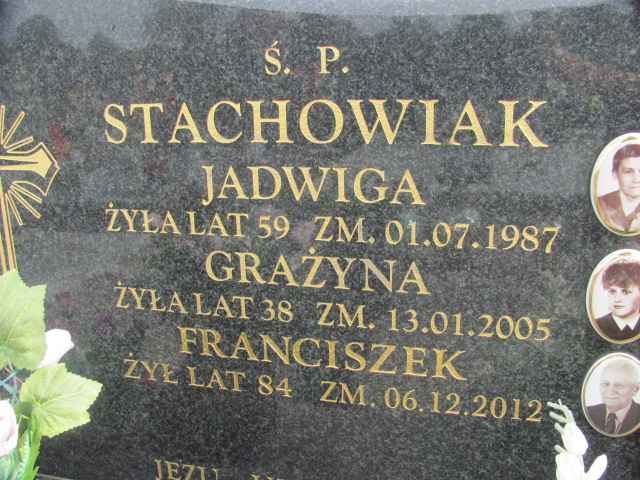 Ś. P.
STACHOWIAK
JADWIGA
ŻYŁA LAT 59 ZM. 01.07.1987
GRAŻYNA
ŻYŁA LAT 38 ZM. 13.01.2005
FRANCISZEK
ŻYŁ LAT 84 ZM. 06.12.2012
JEZU